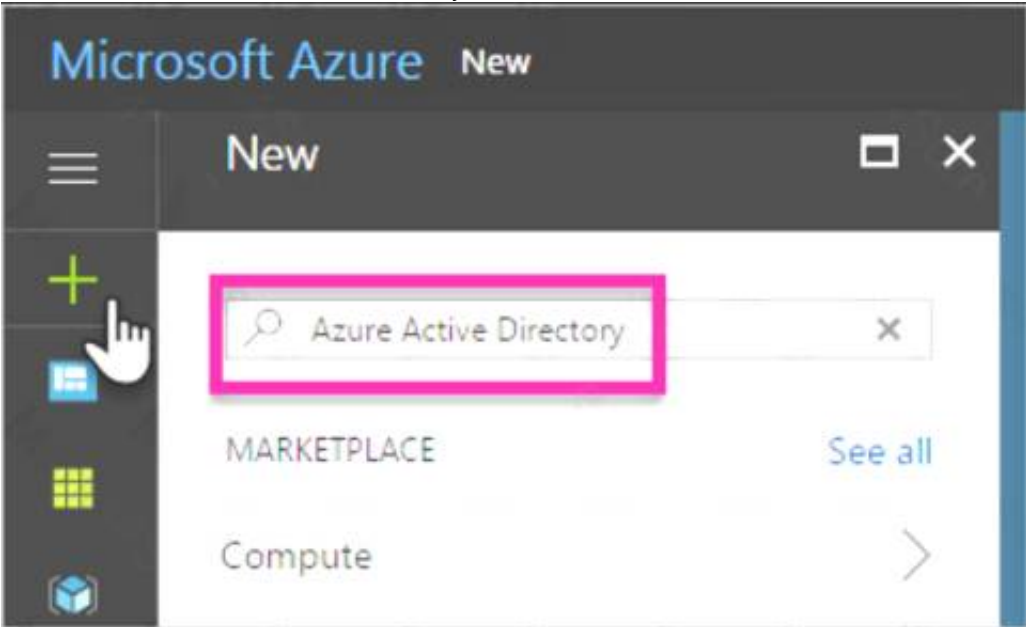 Microsoft Azure New
New
Azure Active Directory
MARKETPLACE See all
Compute